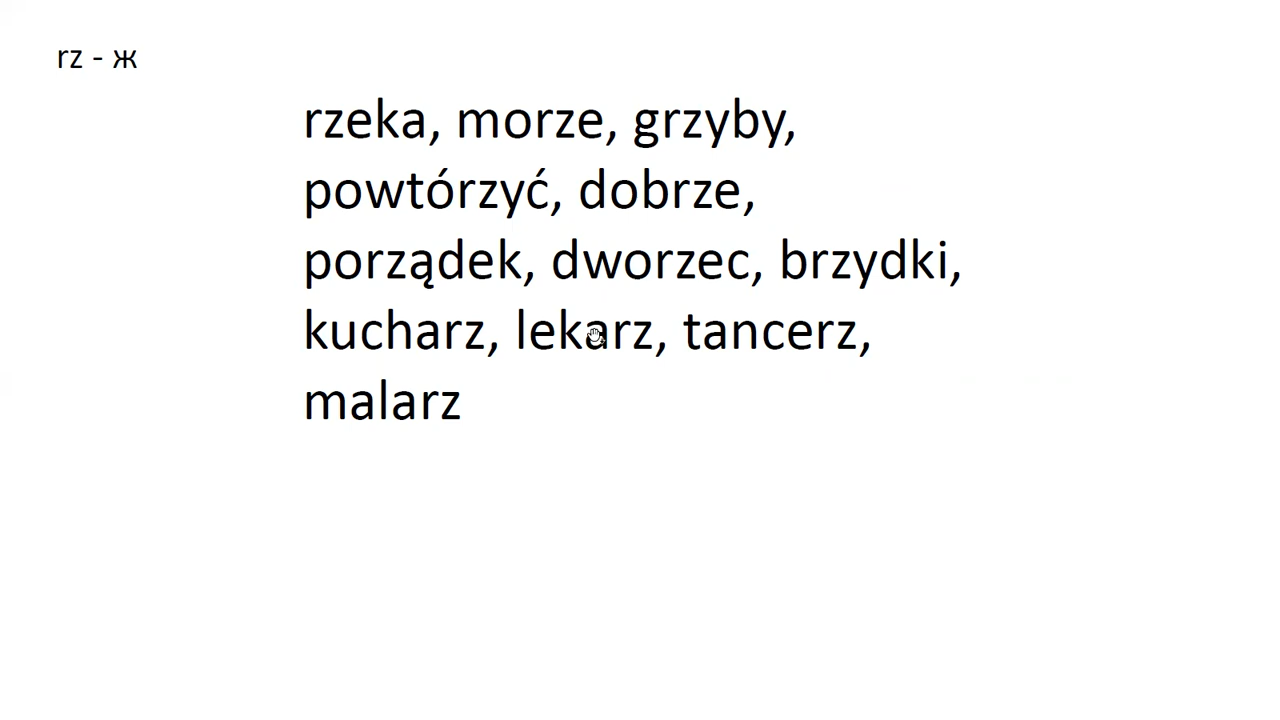 rz - ж
rzeka, morze, grzyby,
powtórzyć, dobrze,
porządek, dworzec, brzydki,
kucharz, lekarz, tancerz,
malarz